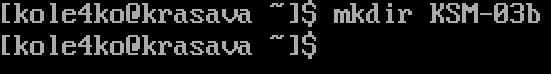 [kole4ko@krasava ~]$ mkdir KSM-03b
[kole4ko@krasava ~]$